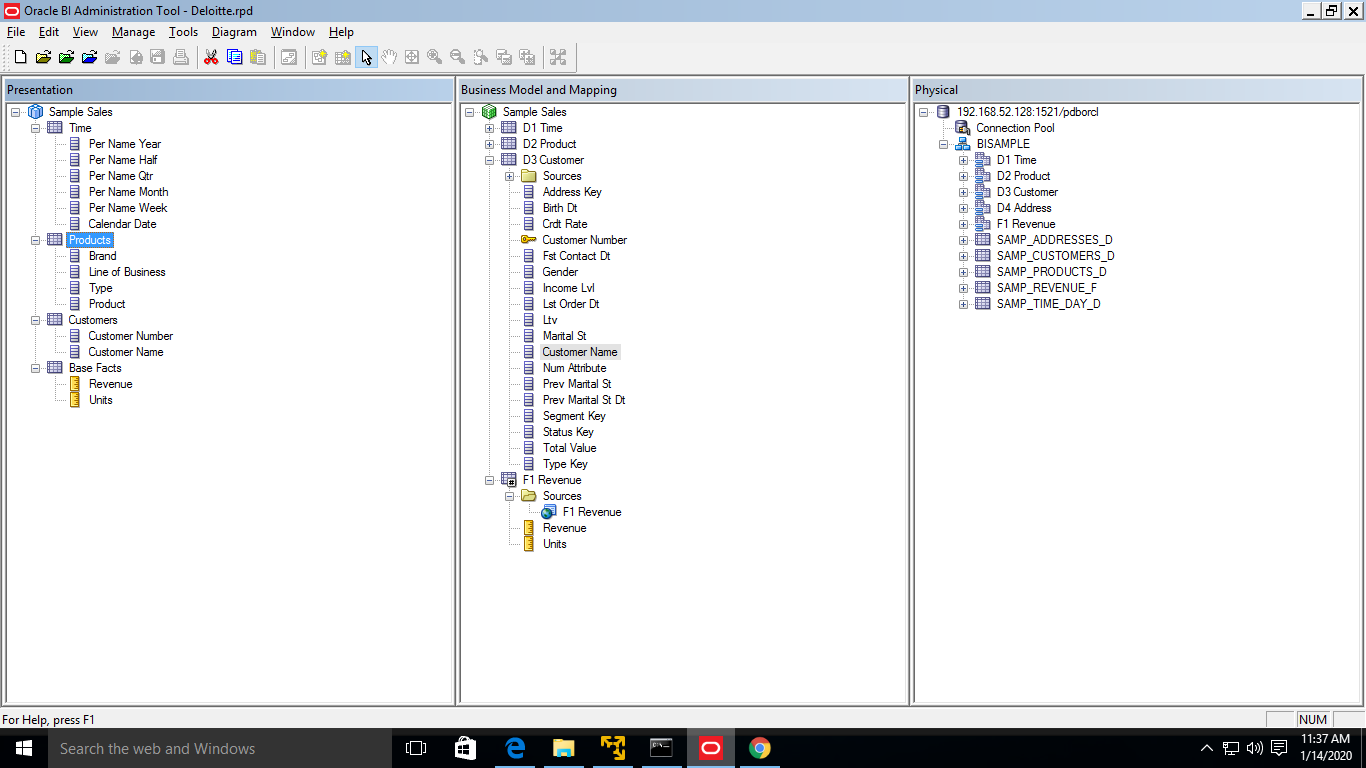 Oracle BI Administration Tool - Deloitte.rpd
File Edit View Manage Tools Diagram Window Help
Presentation
Sample Sales
Time
Per Name Year
Per Name Half
Per Name Qtr
Per Name Month
Per Name Week
Calendar Date
Products
Brand
Line of Business
Type
Product
Customers
Customer Number
Customer Name
Base Facts
Revenue
Units
Business Model and Mapping
Sample Sales
D1 Time
D2 Product
D3 Customer
Sources
Address Key
Birth Dt
Crdt Rate
Customer Number
Fst Contact Dt
Gender
Income Lvl
Lst Order Dt
Ltv
Marital St
Customer Name
Num Attribute
Prev Marital St
Prev Marital St Dt
Segment Key
Status Key
Total Value
Type Key
F1 Revenue
Sources
F1 Revenue
Revenue
Units
Physical
192.168.52.128:1521/pdborcl
Connection Pool
BISAMPLE
D1 Time
D2 Product
D3 Customer
D4 Address
F1 Revenue
SAMP_ADDRESSES_D
SAMP_CUSTOMERS_D
SAMP_PRODUCTS_D
SAMP_REVENUE_F
SAMP_TIME_DAY_D
For Help, press F1
NUM
Search the web and Windows
11:37 AM
1/14/2020